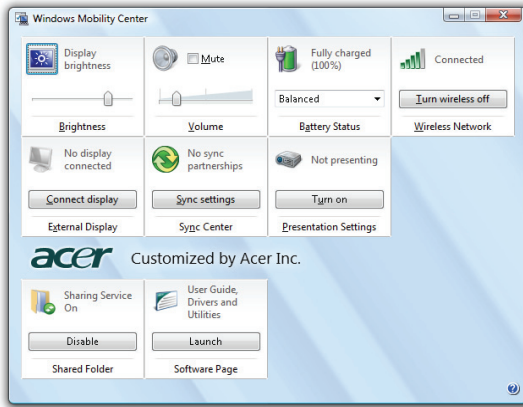 Windows Mobility Center
Display
brightness
Brightness
Mute
Volume
Fully charged
(100%)
Balanced
Battery Status
Connected
Turn wireless off
Wireless Network
No display
connected
Connect display
External Display
No sync
partnerships
Sync settings
Sync Center
Not presenting
Turn on
Presentation Settings
acer Customized by Acer Inc.
Sharing Service
On
Disable
Shared Folder
User Guide,
Drivers and
Utilities
Launch
Software Page